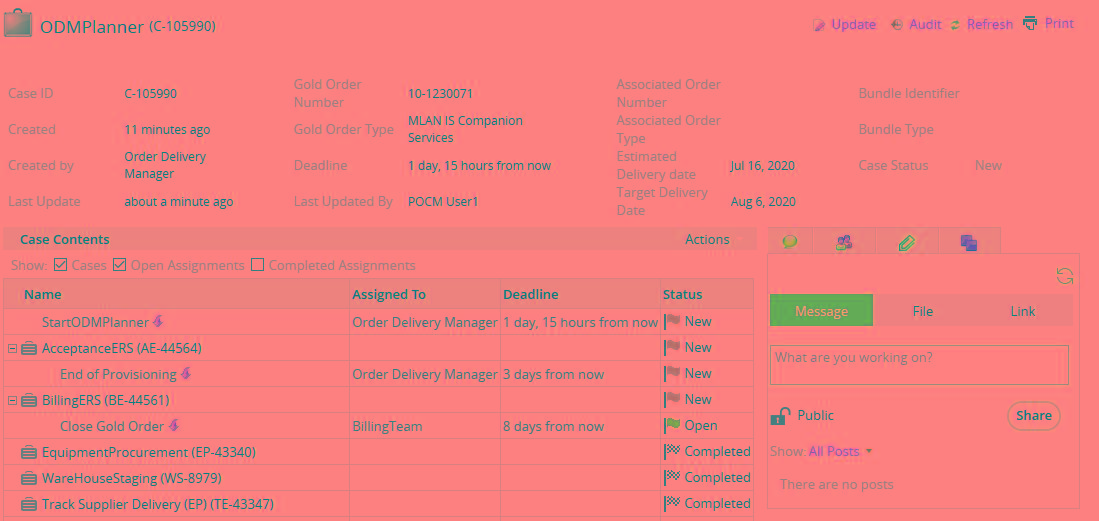 ODMPlanner (C-105990)
Update Audit Refresh Print
Case ID C-105990 Gold Order Number 10-1230071 Associated Order Number Bundle Identifier
Created 11 minutes ago Gold Order Type MLAN IS Companion Services Associated Order Type Bundle Type
Created by Order Delivery Manager Deadline 1 day, 15 hours from now Estimated Delivery date Jul 16, 2020 Case Status New
Last Update about a minute ago Last Updated By POCM User1 Target Delivery Date Aug 6, 2020
Case Contents Actions
Show: Cases Open Assignments Completed Assignments
Name Assigned To Deadline Status
StartODMPlanner Order Delivery Manager 1 day, 15 hours from now New
AcceptanceERS (AE-44564) New
End of Provisioning Order Delivery Manager 3 days from now New
BillingERS (BE-44561) New
Close Gold Order BillingTeam 8 days from now Open
EquipmentProcurement (EP-43340) Completed
WareHouseStaging (WS-8979) Completed
Track Supplier Delivery (EP) (TE-43347) Completed
Message File Link
What are you working on?
Public Share
Show: All Posts
There are no posts